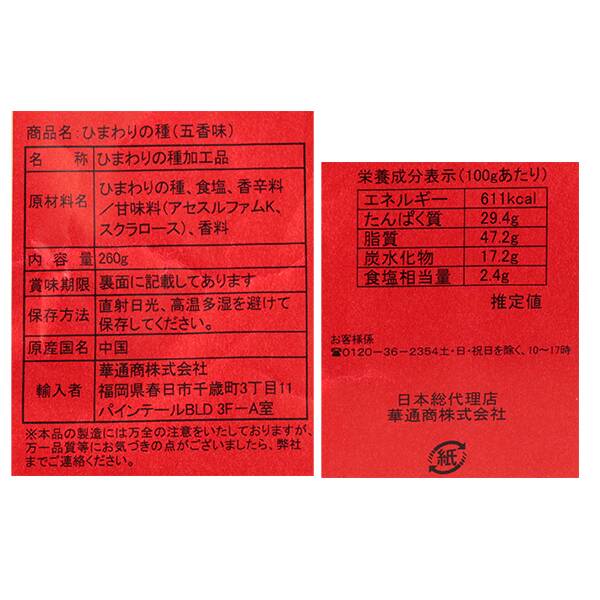 商品名:ひまわりの種(五香味)
名 称 ひまわりの種加工品
原材料名 ひまわりの種、食塩、香辛料
/甘味料(アセスルファムK、
スクラロース)、香料
内 容 量 260g
賞味期限 裏面に記載してあります
保存方法 直射日光、高温多湿を避けて
保存してください。
原産国名 中国
輸入者 華通商株式会社
福岡県春日市千歳町3丁目11
パインテールBLD 3F-A室
※本品の製造には万全の注意をいたしておりますが、
万一品質等にお気づきの点がございましたら、弊社
までご連絡ください。
栄養成分表示(100gあたり)
エネルギー 611kcal
たんぱく質 29.4g
脂質 47.2g
炭水化物 17.2g
食塩相当量 2.4g
推定値
お客様係
☎0120-36-2354土・日・祝日を除く、10~17時
日本総代理店
華通商株式会社
紙